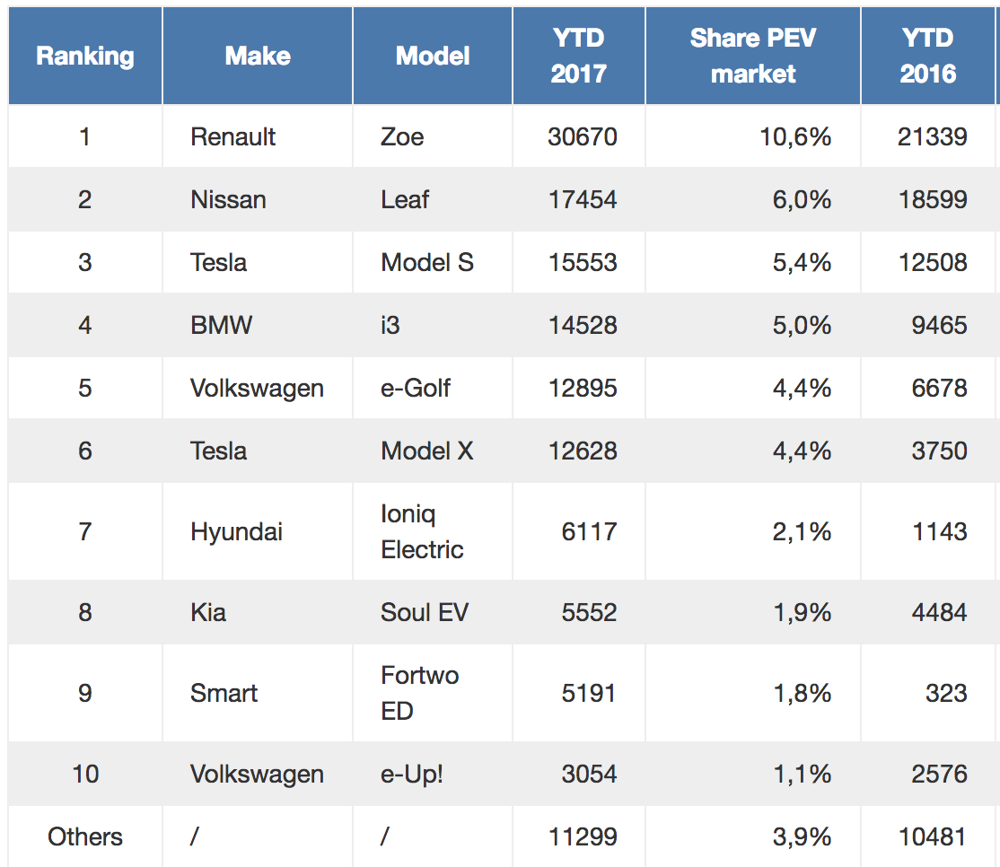 Ranking Make Model YTD 2017 Share PEV market YTD 2016
1 Renault Zoe 30670 10,6% 21339
2 Nissan Leaf 17454 6,0% 18599
3 Tesla Model S 15553 5,4% 12508
4 BMW i3 14528 5,0% 9465
5 Volkswagen e-Golf 12895 4,4% 6678
6 Tesla Model X 12628 4,4% 3750
7 Hyundai Ioniq Electric 6117 2,1% 1143
8 Kia Soul EV 5552 1,9% 4484
9 Smart Fortwo ED 5191 1,8% 323
10 Volkswagen e-Up! 3054 1,1% 2576
Others / / 11299 3,9% 10481